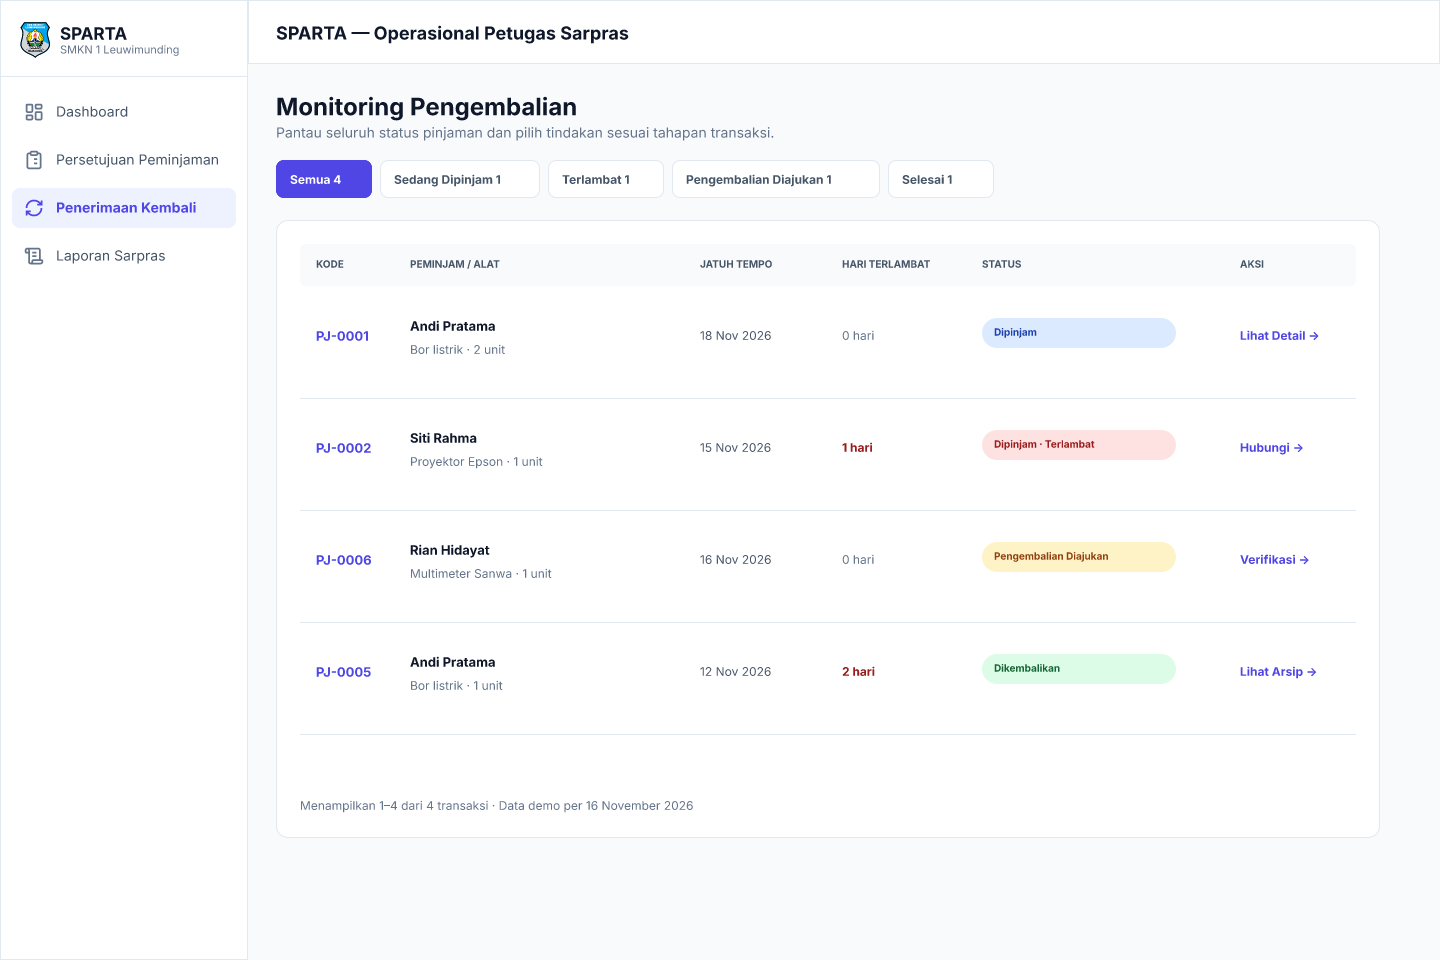 SPARTA
SMKN 1 Leuwimunding
SPARTA — Operasional Petugas Sarpras
Dashboard
Persetujuan Peminjaman
Penerimaan Kembali
Laporan Sarpras
Monitoring Pengembalian
Pantau seluruh status pinjaman dan pilih tindakan sesuai tahapan transaksi.
Semua 4 Sedang Dipinjam 1 Terlambat 1 Pengembalian Diajukan 1 Selesai 1
KODE PEMINJAM / ALAT JATUH TEMPO HARI TERLAMBAT STATUS AKSI
PJ-0001 Andi Pratama 18 Nov 2026 0 hari Dipinjam Lihat Detail →
Bor listrik · 2 unit
PJ-0002 Siti Rahma 15 Nov 2026 1 hari Dipinjam · Terlambat Hubungi →
Proyektor Epson · 1 unit
PJ-0006 Rian Hidayat 16 Nov 2026 0 hari Pengembalian Diajukan Verifikasi →
Multimeter Sanwa · 1 unit
PJ-0005 Andi Pratama 12 Nov 2026 2 hari Dikembalikan Lihat Arsip →
Bor listrik · 1 unit
Menampilkan 1–4 dari 4 transaksi · Data demo per 16 November 2026